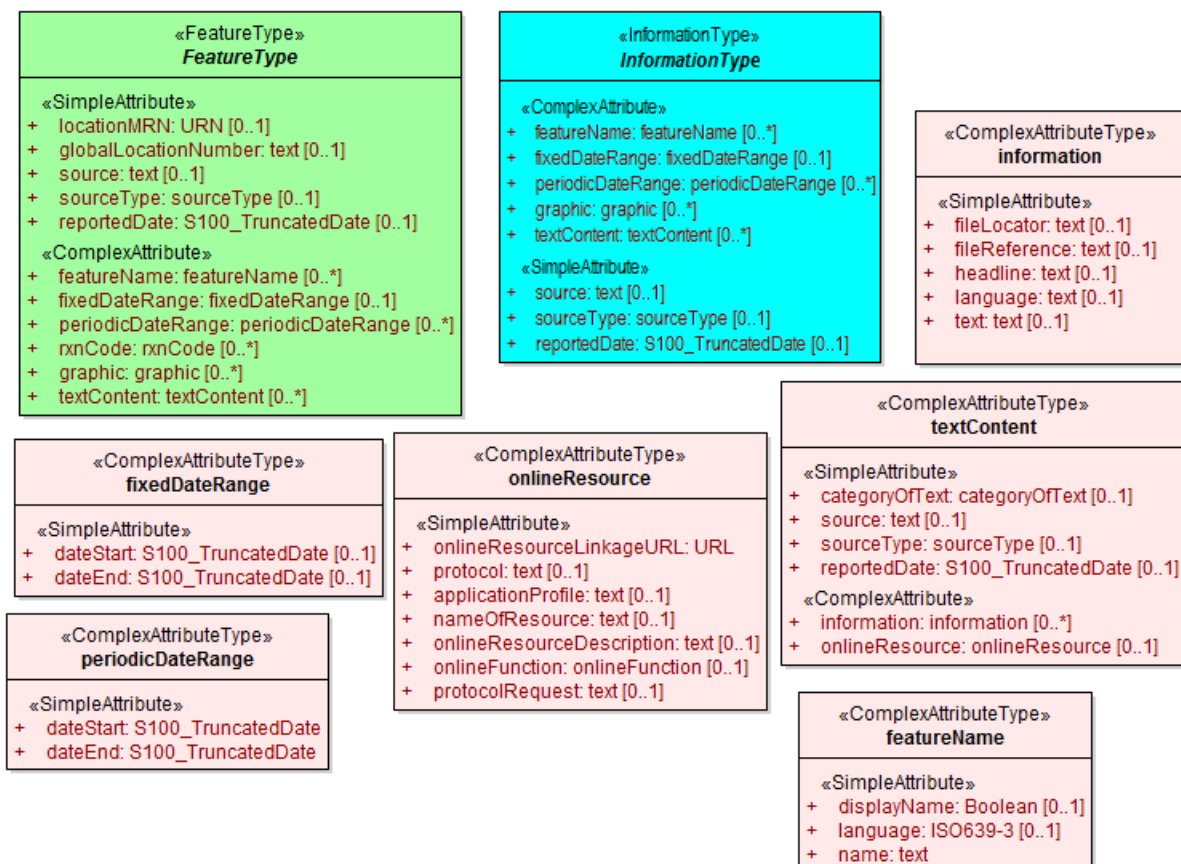 «FeatureType»
FeatureType
«SimpleAttribute»
+ locationMRN: URN [0..1]
+ globalLocationNumber: text [0..1]
+ source: text [0..1]
+ sourceType: sourceType [0..1]
+ reportedDate: S100_TruncatedDate [0..1]
«ComplexAttribute»
+ featureName: featureName [0..*]
+ fixedDateRange: fixedDateRange [0..1]
+ periodicDateRange: periodicDateRange [0..*]
+ rxnCode: rxnCode [0..*]
+ graphic: graphic [0..*]
+ textContent: textContent [0..*]
«InformationType»
InformationType
«ComplexAttribute»
+ featureName: featureName [0..*]
+ fixedDateRange: fixedDateRange [0..1]
+ periodicDateRange: periodicDateRange [0..*]
+ graphic: graphic [0..*]
+ textContent: textContent [0..*]
«SimpleAttribute»
+ source: text [0..1]
+ sourceType: sourceType [0..1]
+ reportedDate: S100_TruncatedDate [0..1]
«ComplexAttributeType»
information
«SimpleAttribute»
+ fileLocator: text [0..1]
+ fileReference: text [0..1]
+ headline: text [0..1]
+ language: text [0..1]
+ text: text [0..1]
«ComplexAttributeType»
fixedDateRange
«SimpleAttribute»
+ dateStart: S100_TruncatedDate [0..1]
+ dateEnd: S100_TruncatedDate [0..1]
«ComplexAttributeType»
onlineResource
«SimpleAttribute»
+ onlineResourceLinkageURL: URL
+ protocol: text [0..1]
+ applicationProfile: text [0..1]
+ nameOfResource: text [0..1]
+ onlineResourceDescription: text [0..1]
+ onlineFunction: onlineFunction [0..1]
+ protocolRequest: text [0..1]
«ComplexAttributeType»
textContent
«SimpleAttribute»
+ categoryOfText: categoryOfText [0..1]
+ source: text [0..1]
+ sourceType: sourceType [0..1]
+ reportedDate: S100_TruncatedDate [0..1]
«ComplexAttribute»
+ information: information [0..*]
+ onlineResource: onlineResource [0..1]
«ComplexAttributeType»
periodicDateRange
«SimpleAttribute»
+ dateStart: S100_TruncatedDate
+ dateEnd: S100_TruncatedDate
«ComplexAttributeType»
featureName
«SimpleAttribute»
+ displayName: Boolean [0..1]
+ language: ISO639-3 [0..1]
+ name: text